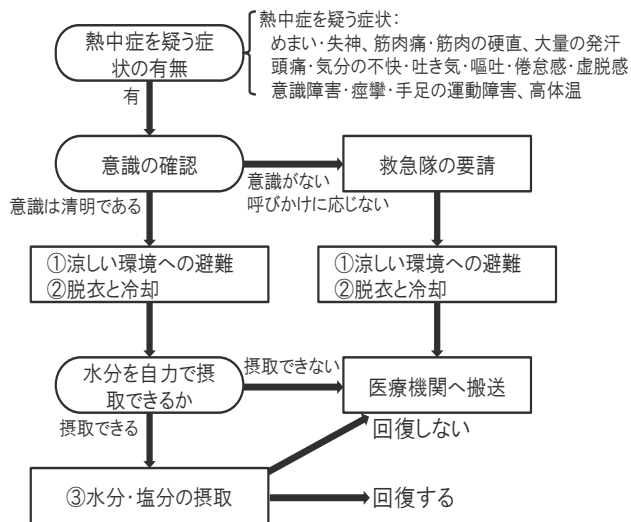 熱中症を疑う症
状の有無
熱中症を疑う症状：
めまい・失神、筋肉痛・筋肉の硬直、大量の発汗
頭痛・気分の不快・吐き気・嘔吐・倦怠感・虚脱感
意識障害・痙攣・手足の運動障害、高体温
有
意識の確認
救急隊の要請
意識がない
呼びかけに応じない
意識は清明である
①涼しい環境への避難
②脱衣と冷却
①涼しい環境への避難
②脱衣と冷却
水分を自力で摂
取できるか
摂取できない
医療機関へ搬送
摂取できる
回復しない
③水分・塩分の摂取
回復する